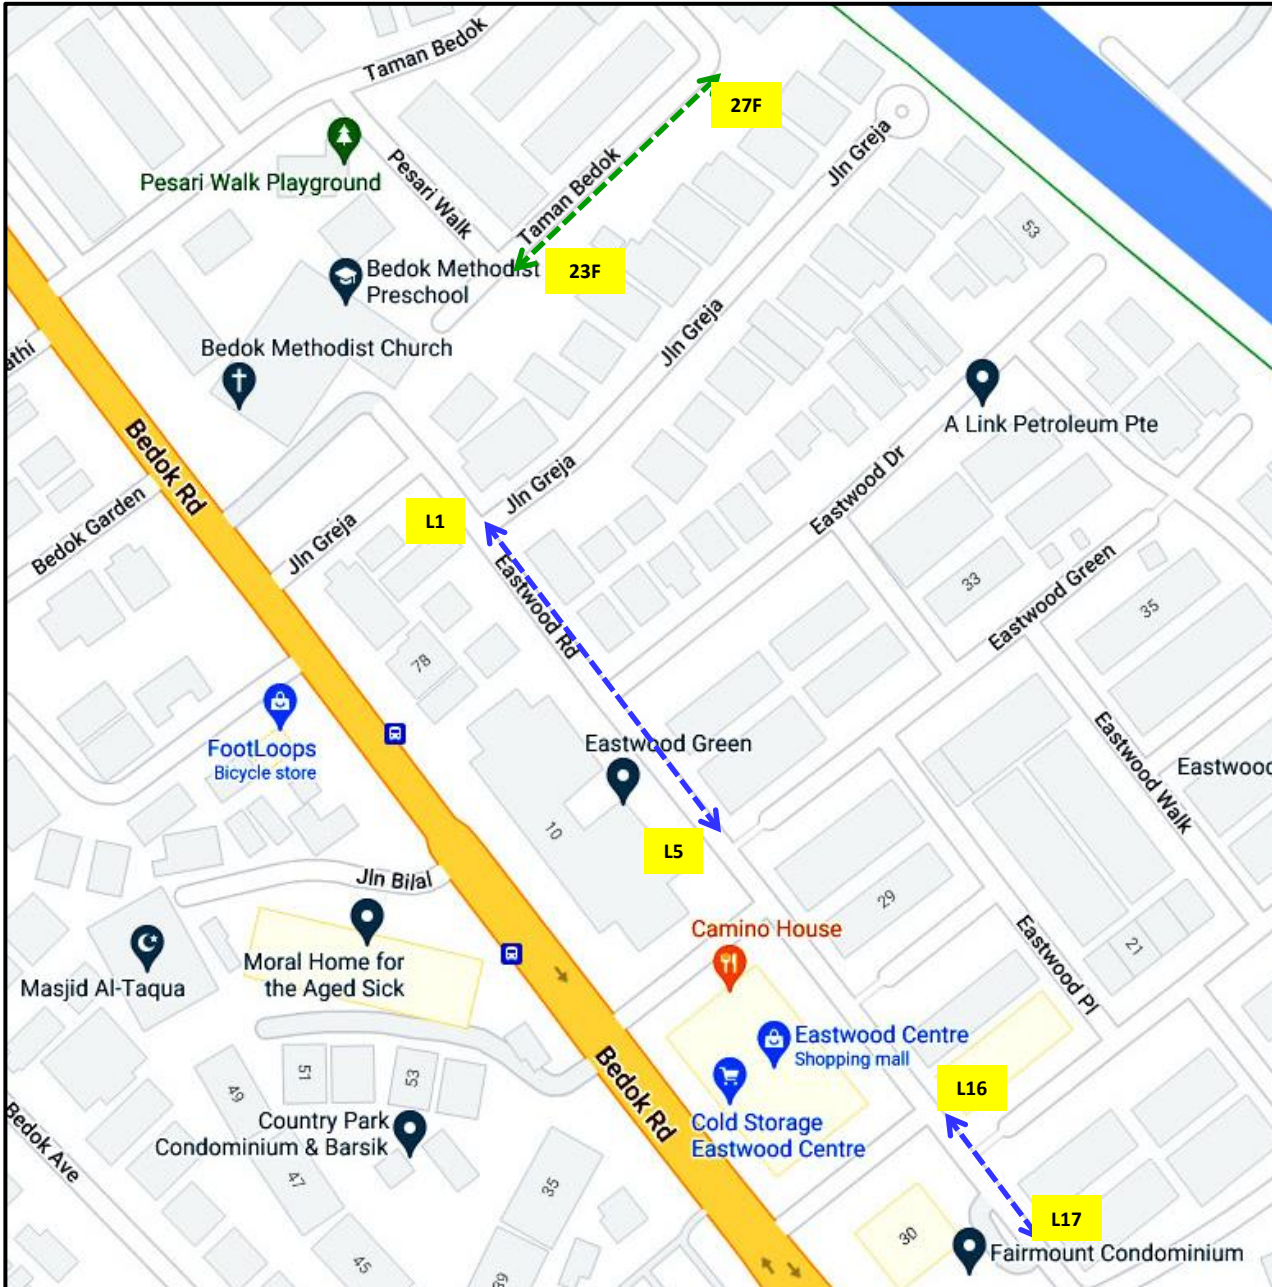 Taman Bedok
27F
Jln Greja
Pesari Walk Playground
Pesari Walk
Taman Bedok
53
Bedok Methodist
Preschool
23F
Jln Greja
athi
Bedok Methodist Church
A Link Petroleum Pte
Bedok Rd
Jln Greja
Eastwood Dr
Bedok Garden
L1
Jln Greja
Eastwood Rd
33
Eastwood Green
35
78
FootLoops
Bicycle store
Eastwood Green
Eastwood Walk
Eastwood
10
L5
Jln Bilal
29
Camino House
Eastwood Pl
21
Masjid Al-Taqua
Moral Home for
the Aged Sick
Eastwood Centre
Shopping mall
Bedok Rd
51
53
49
L16
Cold Storage
Eastwood Centre
Country Park
Condominium & Barsik
Bedok Ave
47
35
L17
30
Fairmount Condominium
45
39